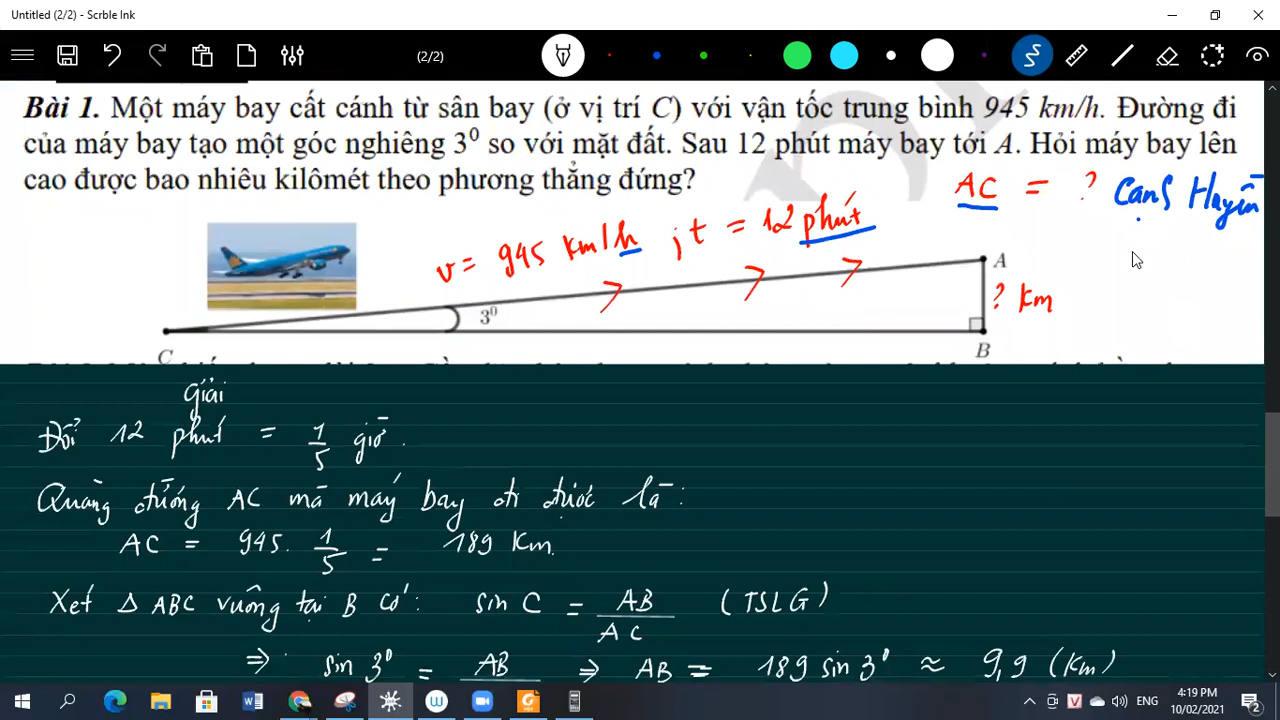 Untitled (2/2) - Scrble Ink
(2/2)
Bài 1. Một máy bay cất cánh từ sân bay (ở vị trí C) với vận tốc trung bình 945 km/h. Đường đi
của máy bay tạo một góc nghiêng 3⁰ so với mặt đất. Sau 12 phút máy bay tới A. Hỏi máy bay lên
cao được bao nhiêu kilômét theo phương thẳng đứng?
AC = ? Cạnh Huyền
v = 945 Km/h ; t = 12 phút
A
3⁰
? Km
C
B
Giải
Đổi 12 phút = 1/5 giờ.
Quãng đường AC mà máy bay đi được là:
AC = 945. 1/5 = 189 Km.
Xét Δ ABC vuông tại B có: sin C = AB/AC (TSLG)
⇒ sin 3⁰ = AB ⇒ AB = 189 sin 3⁰ ≈ 9,9 (Km)
ENG
4:19 PM
10/02/2021
2